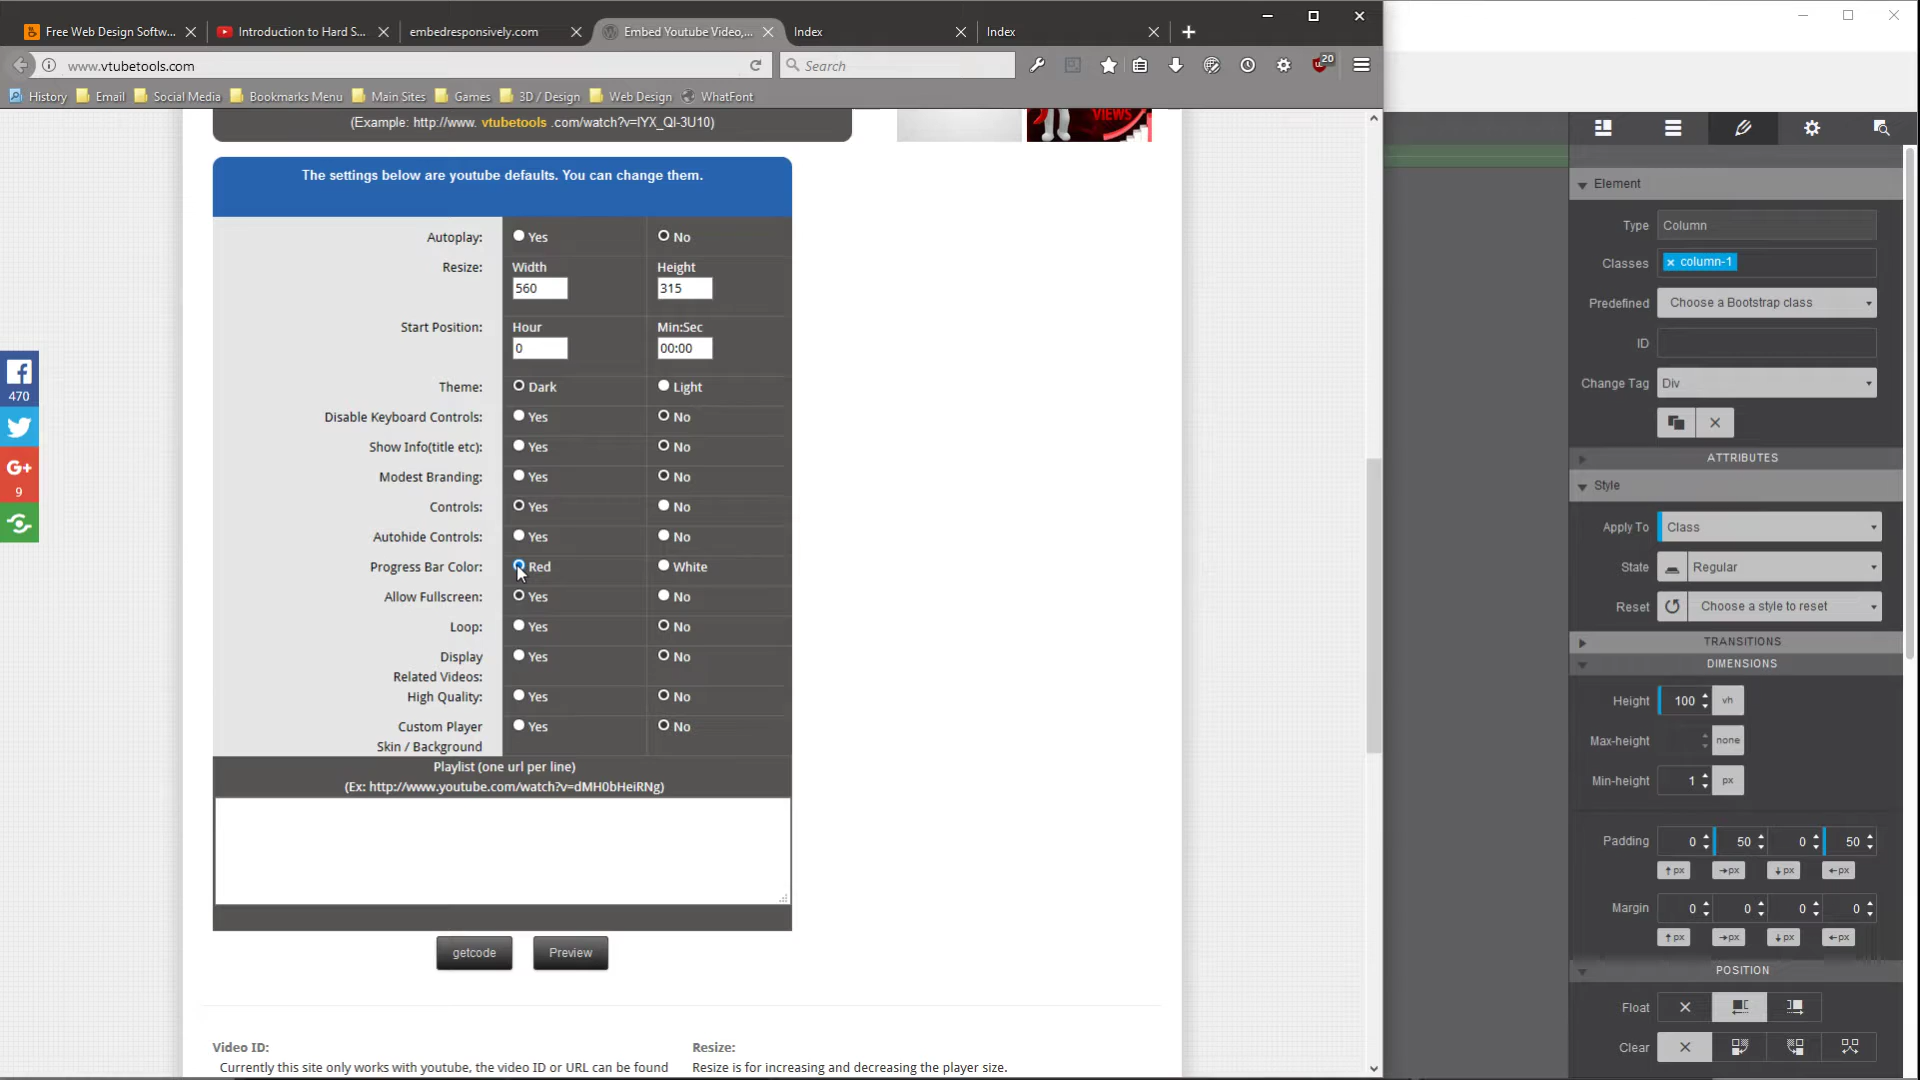 Free Web Design Softw...
Introduction to Hard S...
embedresponsively.com
Embed Youtube Video,...
Index
Index
www.vtubetools.com
Search
20
History
Email
Social Media
Bookmarks Menu
Main Sites
Games
3D / Design
Web Design
WhatFont
(Example: http://www. vtubetools .com/watch?v=IYX_QI-3U10)
VIEWS
The settings below are youtube defaults. You can change them.
Autoplay: Yes No
Resize: Width Height
560 315
Start Position: Hour Min:Sec
0 00:00
Theme: Dark Light
Disable Keyboard Controls: Yes No
Show Info(title etc): Yes No
Modest Branding: Yes No
Controls: Yes No
Autohide Controls: Yes No
Progress Bar Color: Red White
Allow Fullscreen: Yes No
Loop: Yes No
Display Yes No
Related Videos:
High Quality: Yes No
Custom Player Yes No
Skin / Background
Playlist (one url per line)
(Ex: http://www.youtube.com/watch?v=dMH0bHeiRNg)
getcode
Preview
Video ID:
Currently this site only works with youtube, the video ID or URL can be found
Resize:
Resize is for increasing and decreasing the player size.
470
G+
9
Element
Type Column
Classes × column-1
Predefined Choose a Bootstrap class
ID
Change Tag Div
ATTRIBUTES
Style
Apply To Class
State Regular
Reset Choose a style to reset
TRANSITIONS
DIMENSIONS
Height 100 vh
Max-height none
Min-height 1 px
Padding 0 50 0 50
px px px px
Margin 0 0 0 0
px px px px
POSITION
Float
Clear